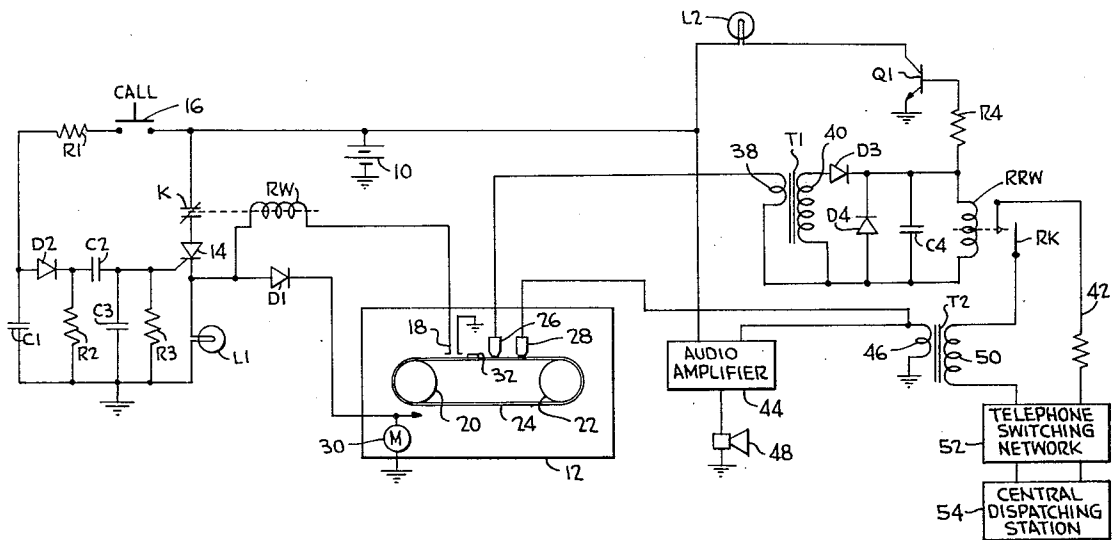 L2
Q1
CALL
16
R1
R4
T1
40
D3
38
RRW
10
K
RW
D4
C4
RK
14
D2
C2
D1
42
T2
C3
18
26
28
C1
R2
R3
L1
32
46
50
AUDIO
AMPLIFIER
20
24
22
44
30
M
12
48
52
TELEPHONE
SWITCHING
NETWORK
54
CENTRAL
DISPATCHING
STATION